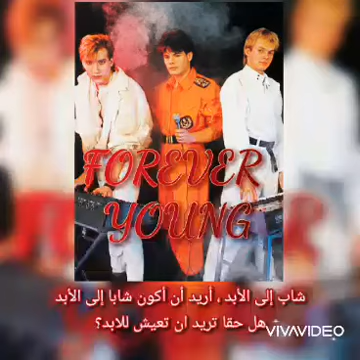 FOREVER
YOUNG
شاب إلى الأبد ، أريد أن أكون شابا إلى الأبد
هل حقا تريد ان تعيش للابد؟
VIVAVIDEO